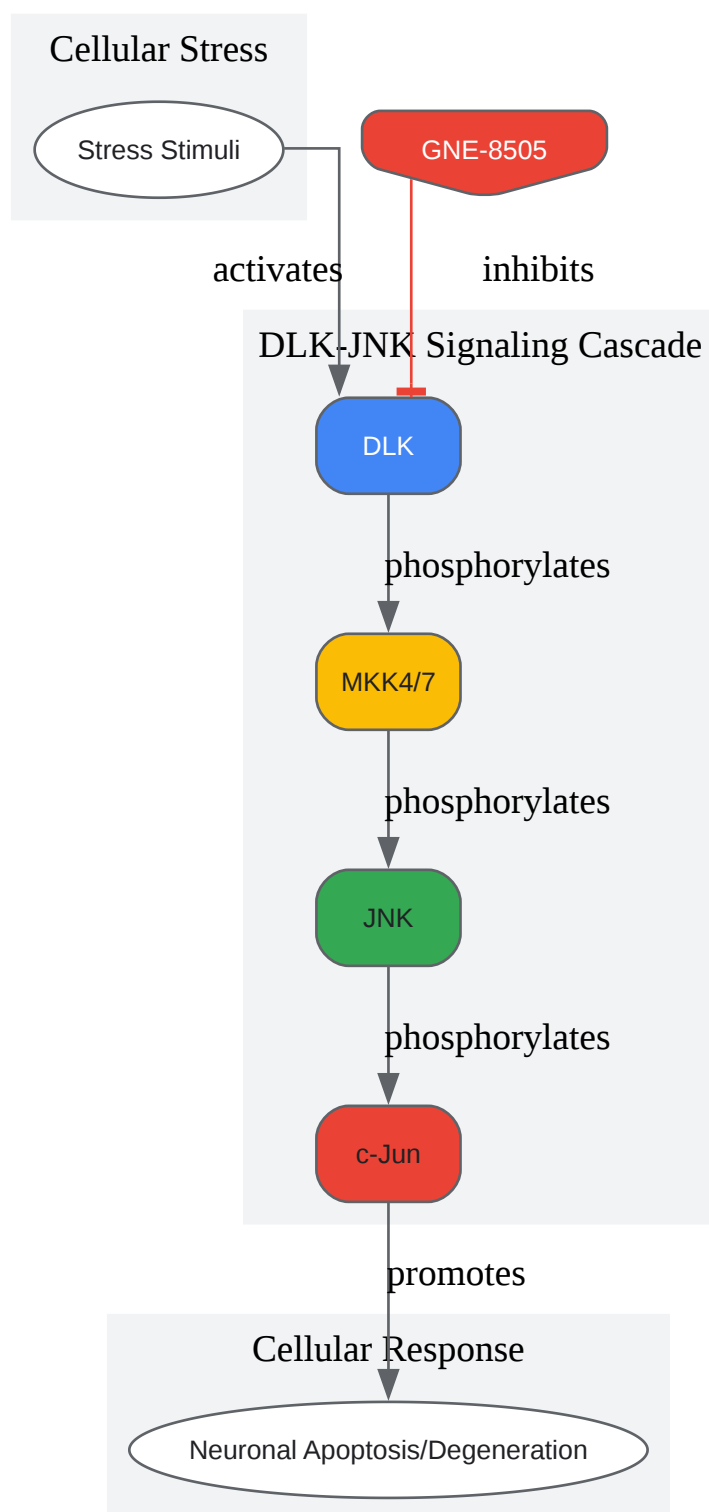 Cellular Stress
Stress Stimuli
GNE-8505
activates
inhibits
DLK-JNK Signaling Cascade
DLK
phosphorylates
MKK4/7
phosphorylates
JNK
phosphorylates
c-Jun
promotes
Cellular Response
Neuronal Apoptosis/Degeneration